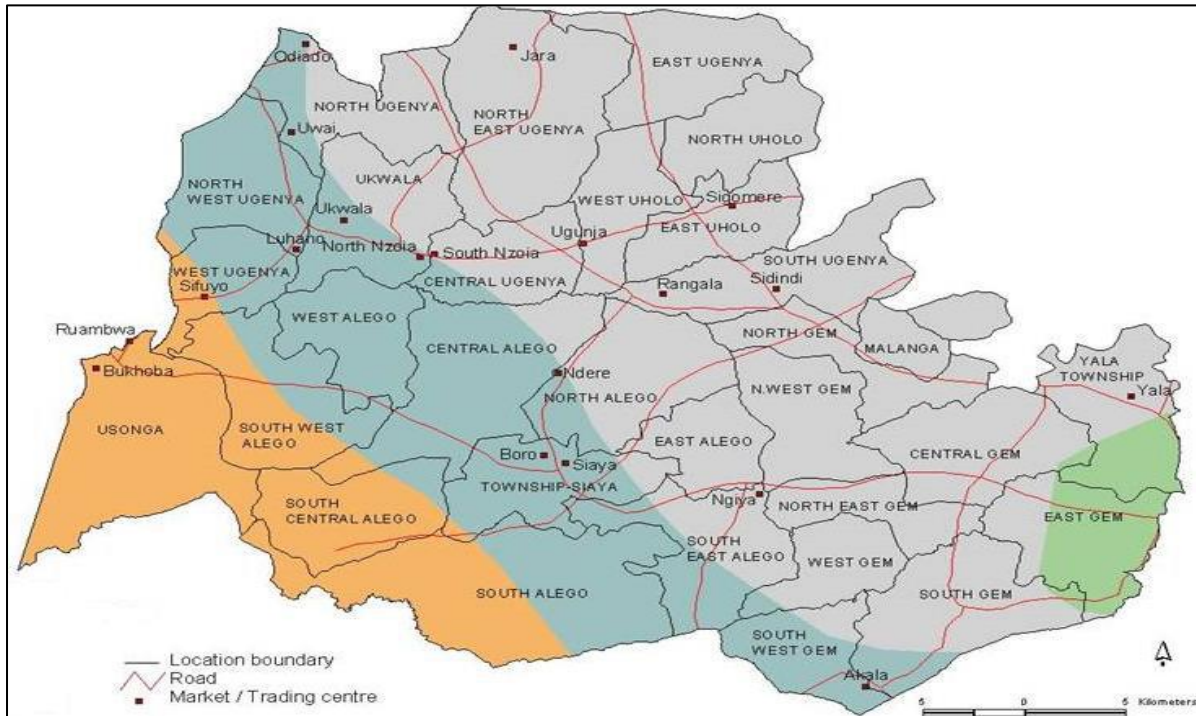 Odiado
Jara
EAST UGENYA
NORTH UGENYA
NORTH
EAST UGENYA
Uwai
NORTH UHOLO
UKWALA
NORTH
WEST UGENYA
WEST UHOLO
Sigomere
Ukwala
EAST UHOLO
Luhano
North Nzoia
South Nzoia
Ugunja
SOUTH UGENYA
WEST UGENYA
CENTRAL UGENYA
Sifuyo
Rangala
Sidindi
WEST ALEGO
Ruambwa
NORTH GEM
CENTRAL ALEGO
MALANGA
YALA
TOWNSHIP
Bukhoba
Ndere
N.WEST GEM
Yala
NORTH ALEGO
USONGA
SOUTH WEST
ALEGO
EAST ALEGO
CENTRAL GEM
Boro
Siaya
TOWNSHIP-SIAYA
Ngiya
SOUTH
CENTRAL ALEGO
NORTH EAST GEM
EAST GEM
SOUTH
EAST ALEGO
WEST GEM
SOUTH ALEGO
SOUTH GEM
SOUTH
WEST GEM
Akala
Location boundary
Road
Market / Trading centre
5 0 5 Kilometers